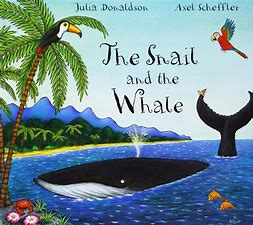 Julia Donaldson Axel Scheffler
The Snail
and the
Whale